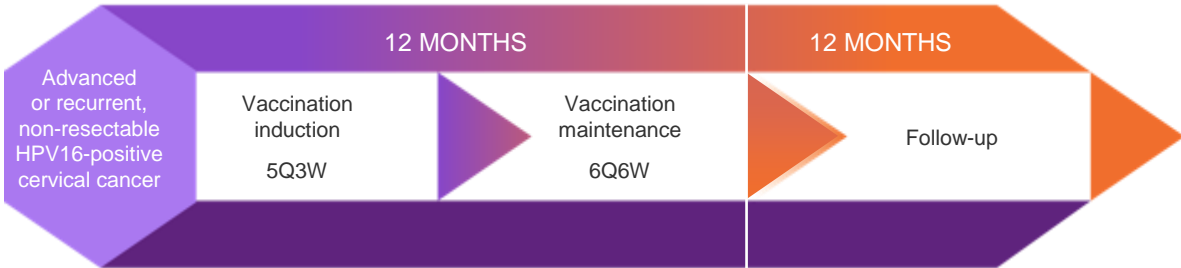 12 MONTHS
12 MONTHS
Advanced
or recurrent,
non-resectable
HPV16-positive
cervical cancer
Vaccination
induction
5Q3W
Vaccination
maintenance
6Q6W
Follow-up